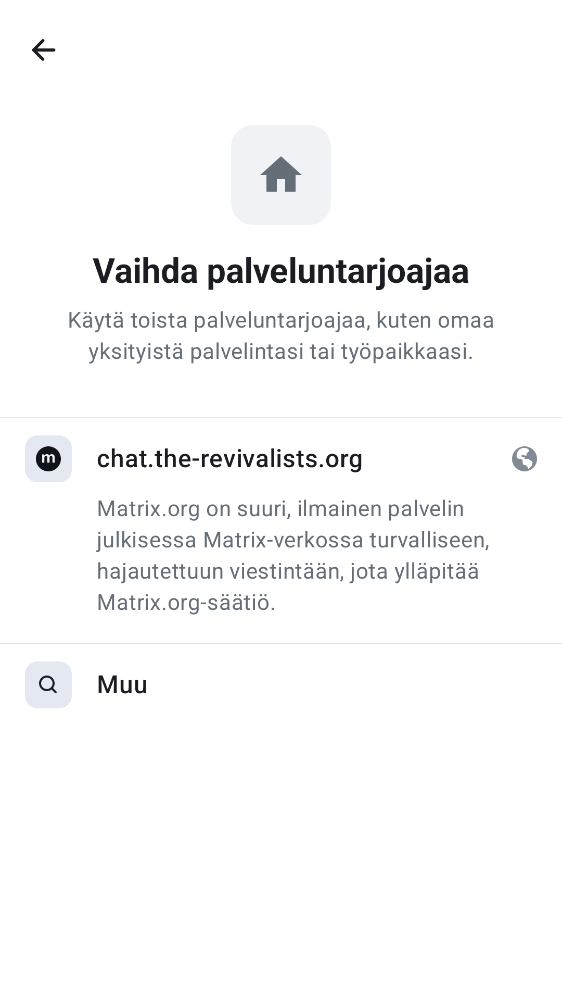 Vaihda palveluntarjoajaa
Käytä toista palveluntarjoajaa, kuten omaa
yksityistä palvelintasi tai työpaikkaasi.
m
chat.the-revivalists.org
Matrix.org on suuri, ilmainen palvelin
julkisessa Matrix-verkossa turvalliseen,
hajautettuun viestintään, jota ylläpitää
Matrix.org-säätiö.
Muu